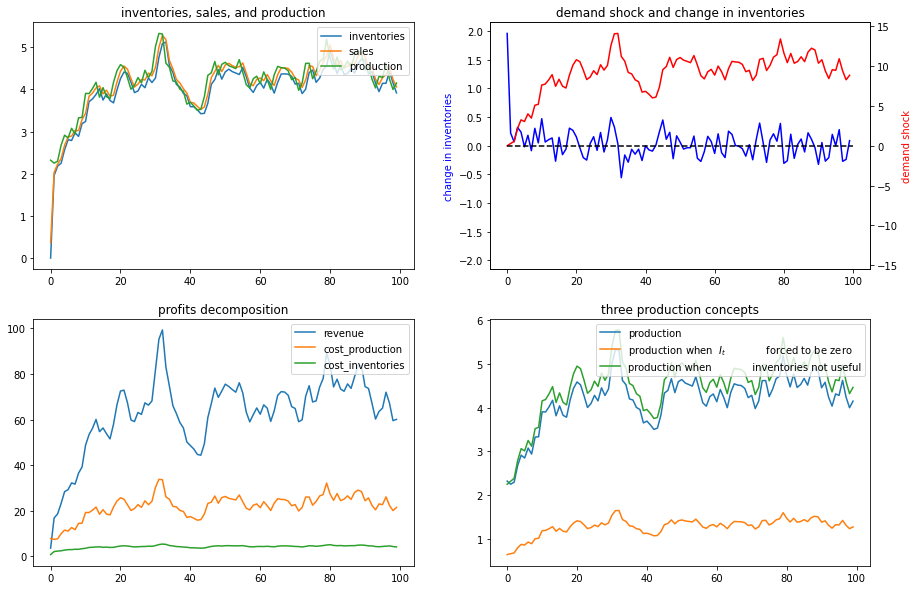 inventories, sales, and production
inventories
sales
production
5
4
3
2
1
0
0 20 40 60 80 100
demand shock and change in inventories
change in inventories
2.0
1.5
1.0
0.5
0.0
−0.5
−1.0
−1.5
−2.0
15
10
5
0
−5
−10
−15
demand shock
0 20 40 60 80 100
profits decomposition
revenue
cost_production
cost_inventories
100
80
60
40
20
0
0 20 40 60 80 100
three production concepts
production
production when I_t forced to be zero
production when inventories not useful
6
5
4
3
2
1
0 20 40 60 80 100